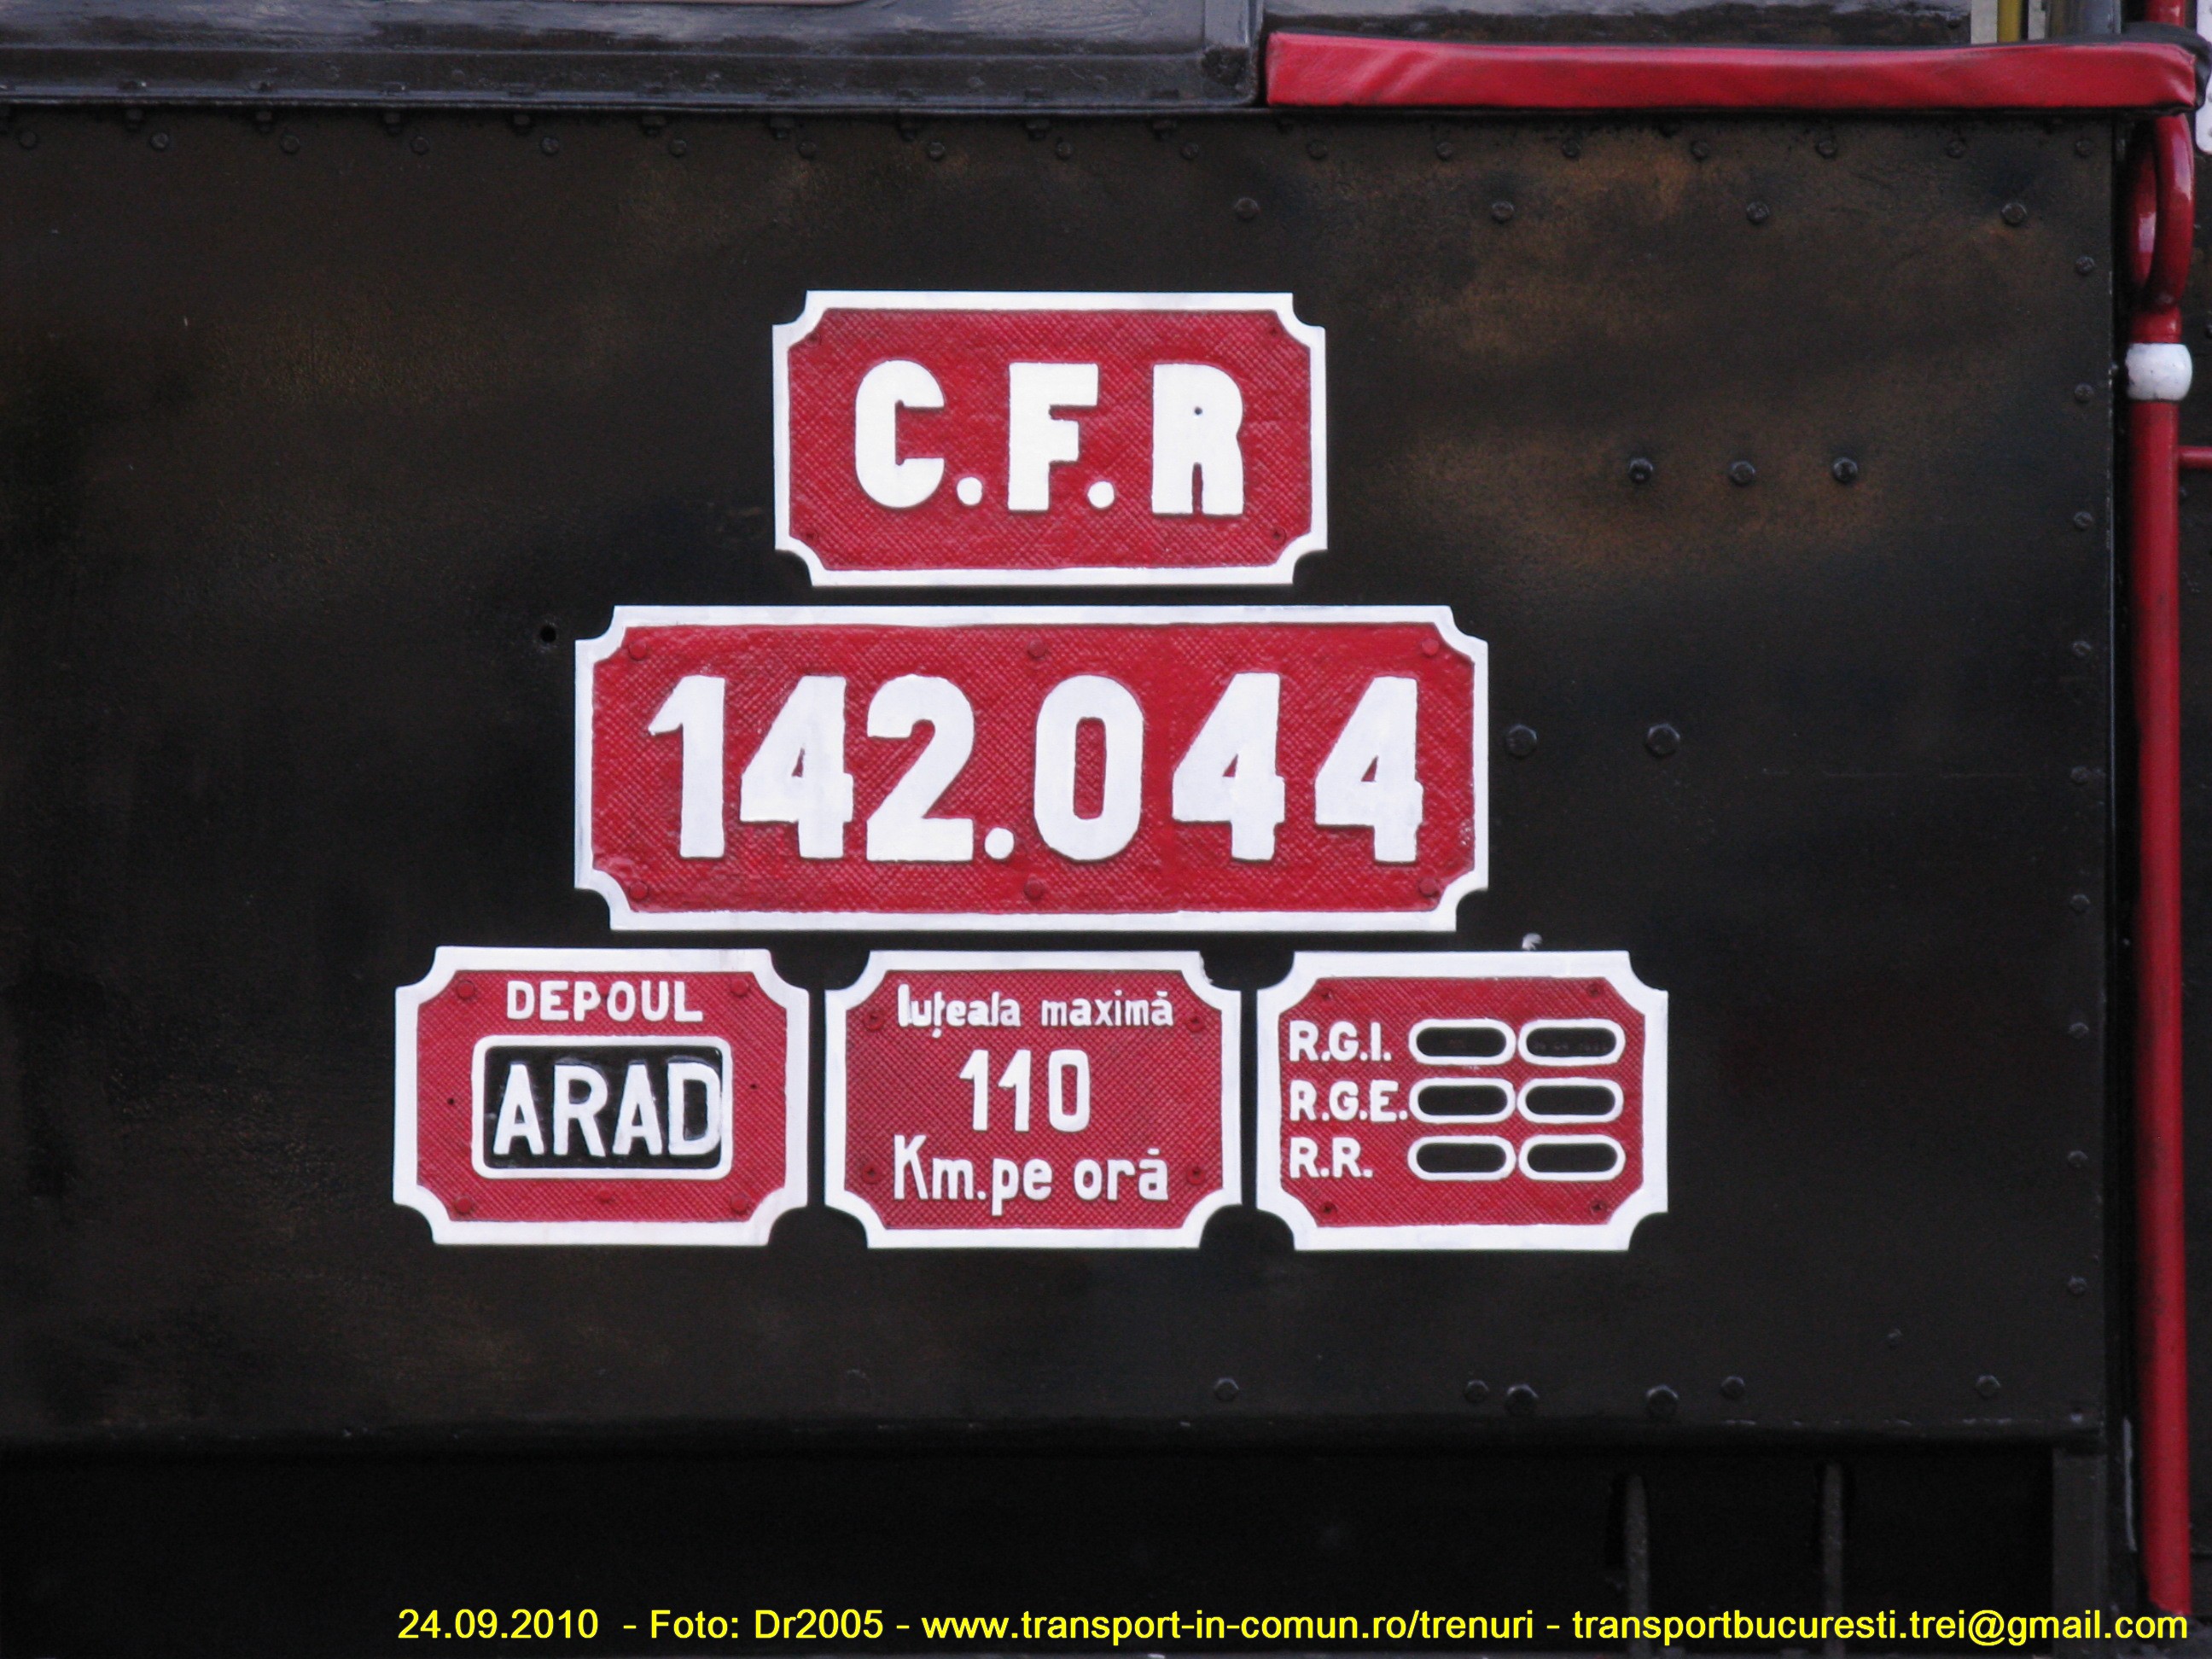 C.F.R
142.044
DEPOUL
ARAD
Iuțeala maximă
110
Km.pe oră
R.G.I.
R.G.E.
R.R.
24.09.2010 - Foto: Dr2005 - www.transport-in-comun.ro/trenuri - transportbucuresti.trei@gmail.com